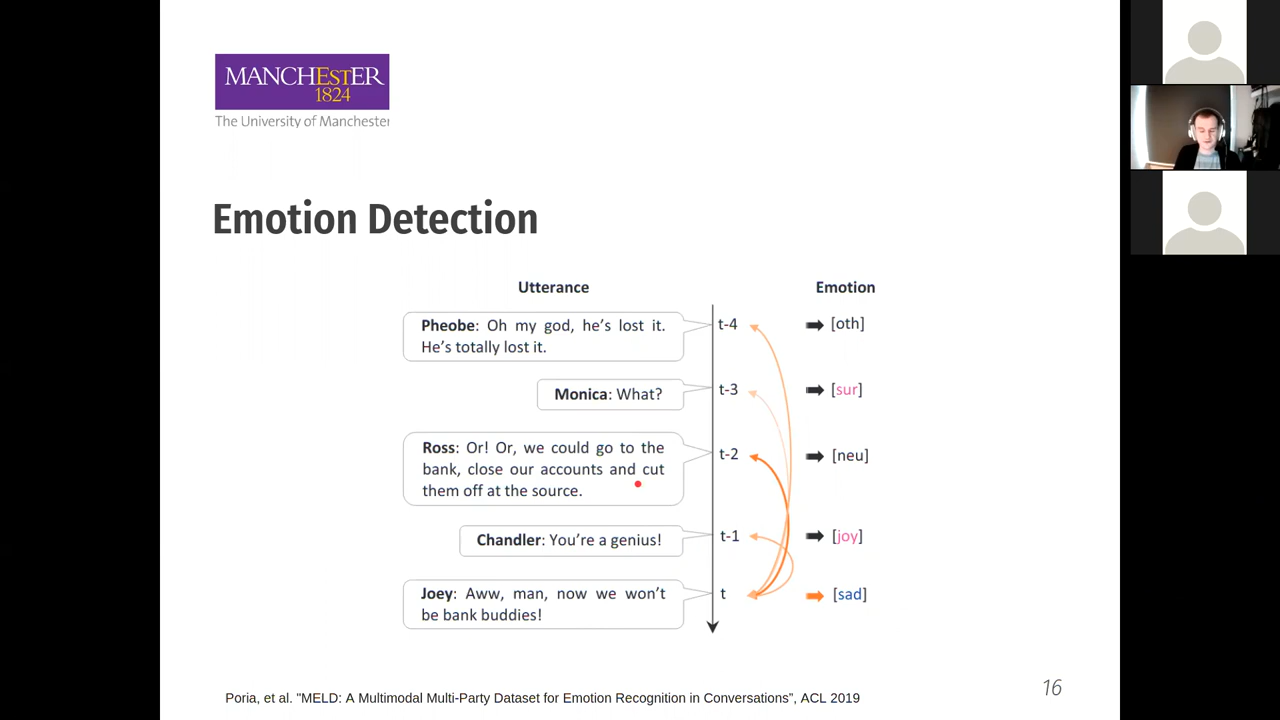 MANCHESTER
1824
The University of Manchester
Emotion Detection
Utterance
Emotion
Pheobe: Oh my god, he's lost it.
He's totally lost it.
t-4
[oth]
Monica: What?
t-3
[sur]
Ross: Or! Or, we could go to the
bank, close our accounts and cut
them off at the source.
t-2
[neu]
Chandler: You're a genius!
t-1
[joy]
Joey: Aww, man, now we won't
be bank buddies!
t
[sad]
Poria, et al. "MELD: A Multimodal Multi-Party Dataset for Emotion Recognition in Conversations", ACL 2019
16